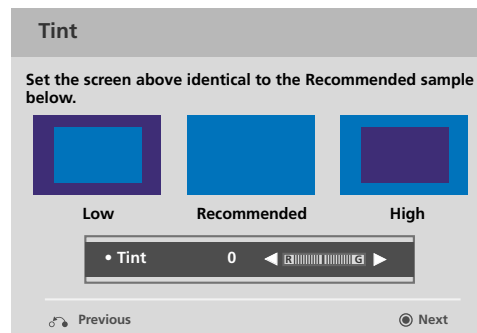 Tint
Set the screen above identical to the Recommended sample
below.
Low Recommended High
• Tint 0 R G
Previous Next